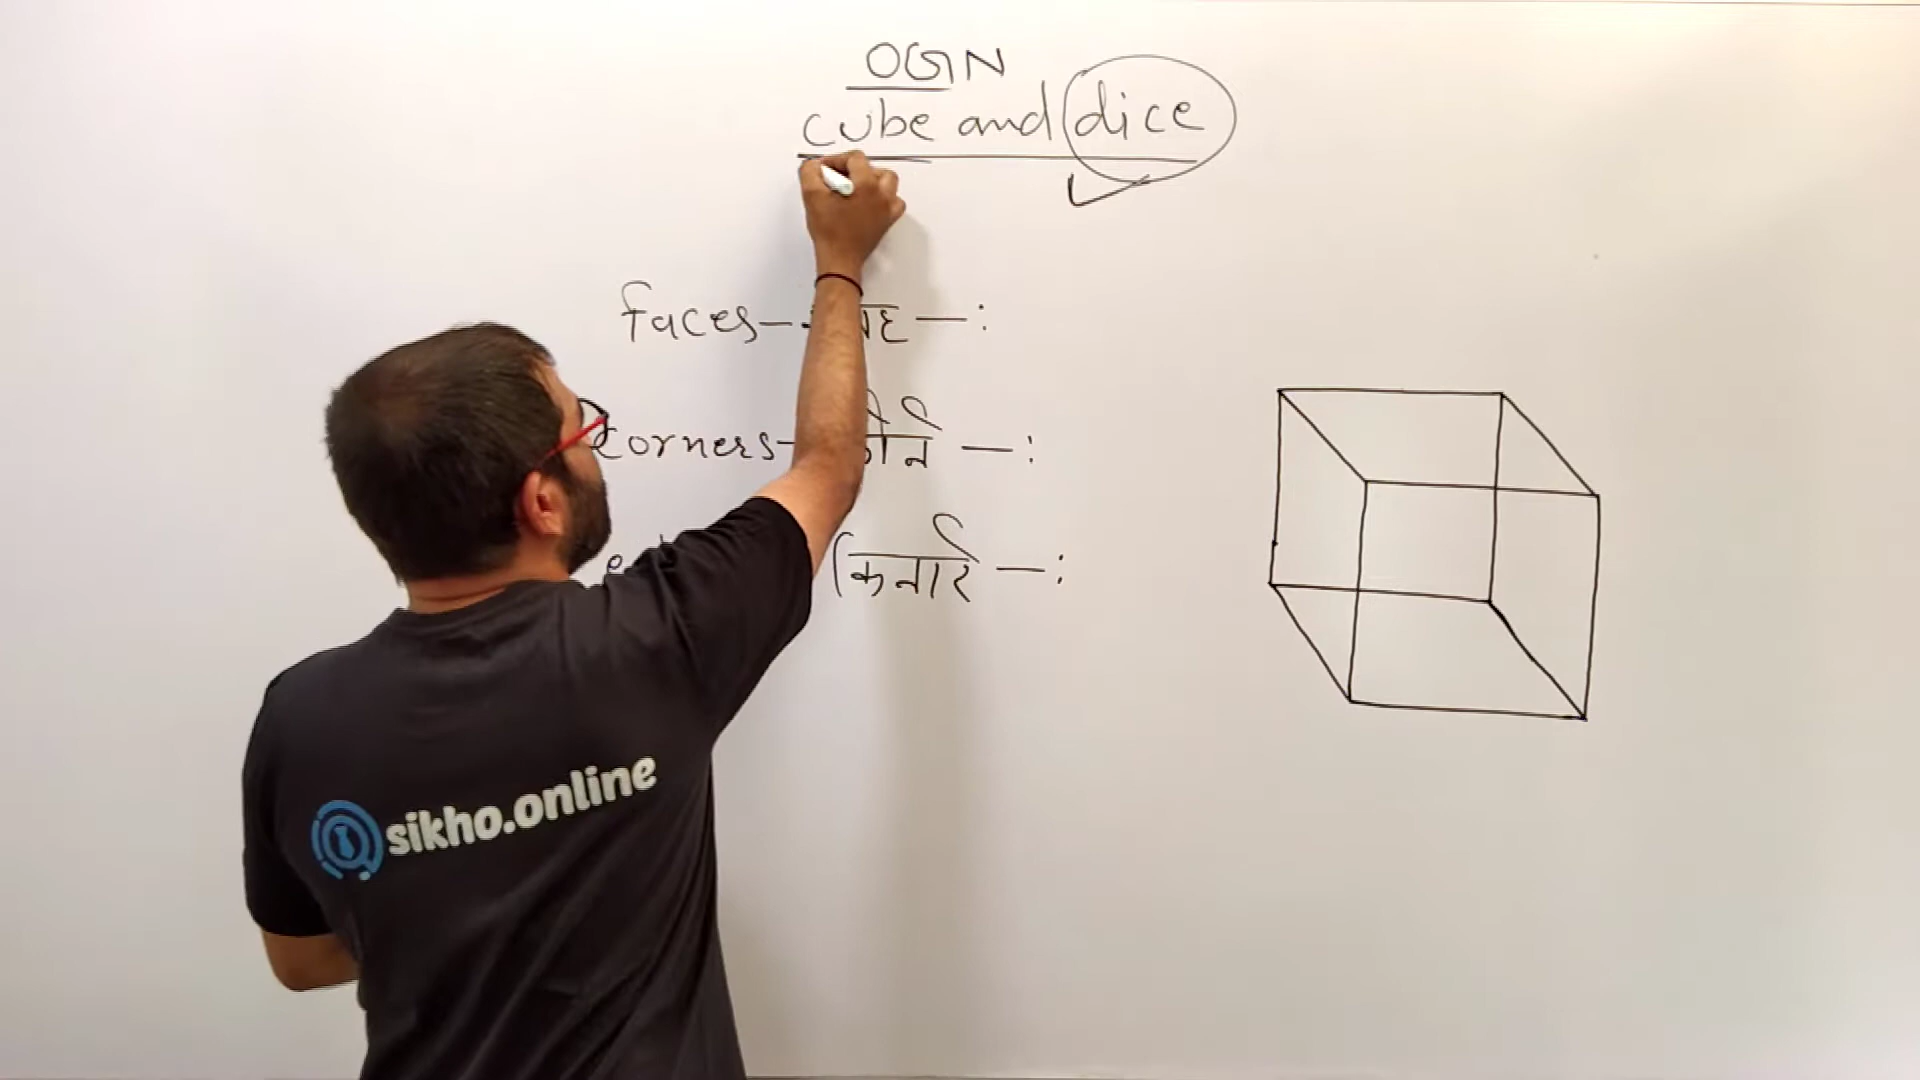 OGN
cube and dice
faces — —:
corners — —:
किनारे —:
sikho.online